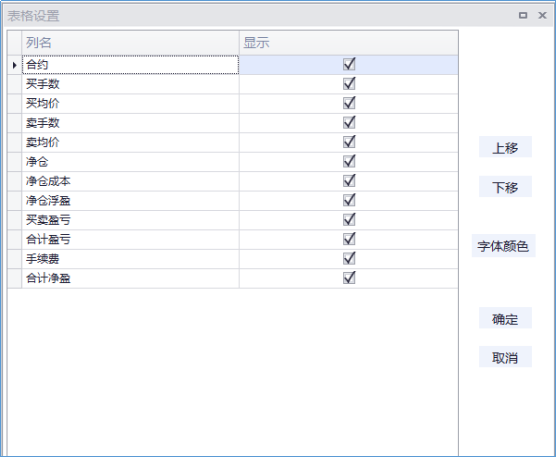 表格设置
列名 显示
合约
买手数
买均价
卖手数
卖均价
净仓
净仓成本
净仓浮盈
买卖盈亏
合计盈亏
手续费
合计净盈
上移
下移
字体颜色
确定
取消